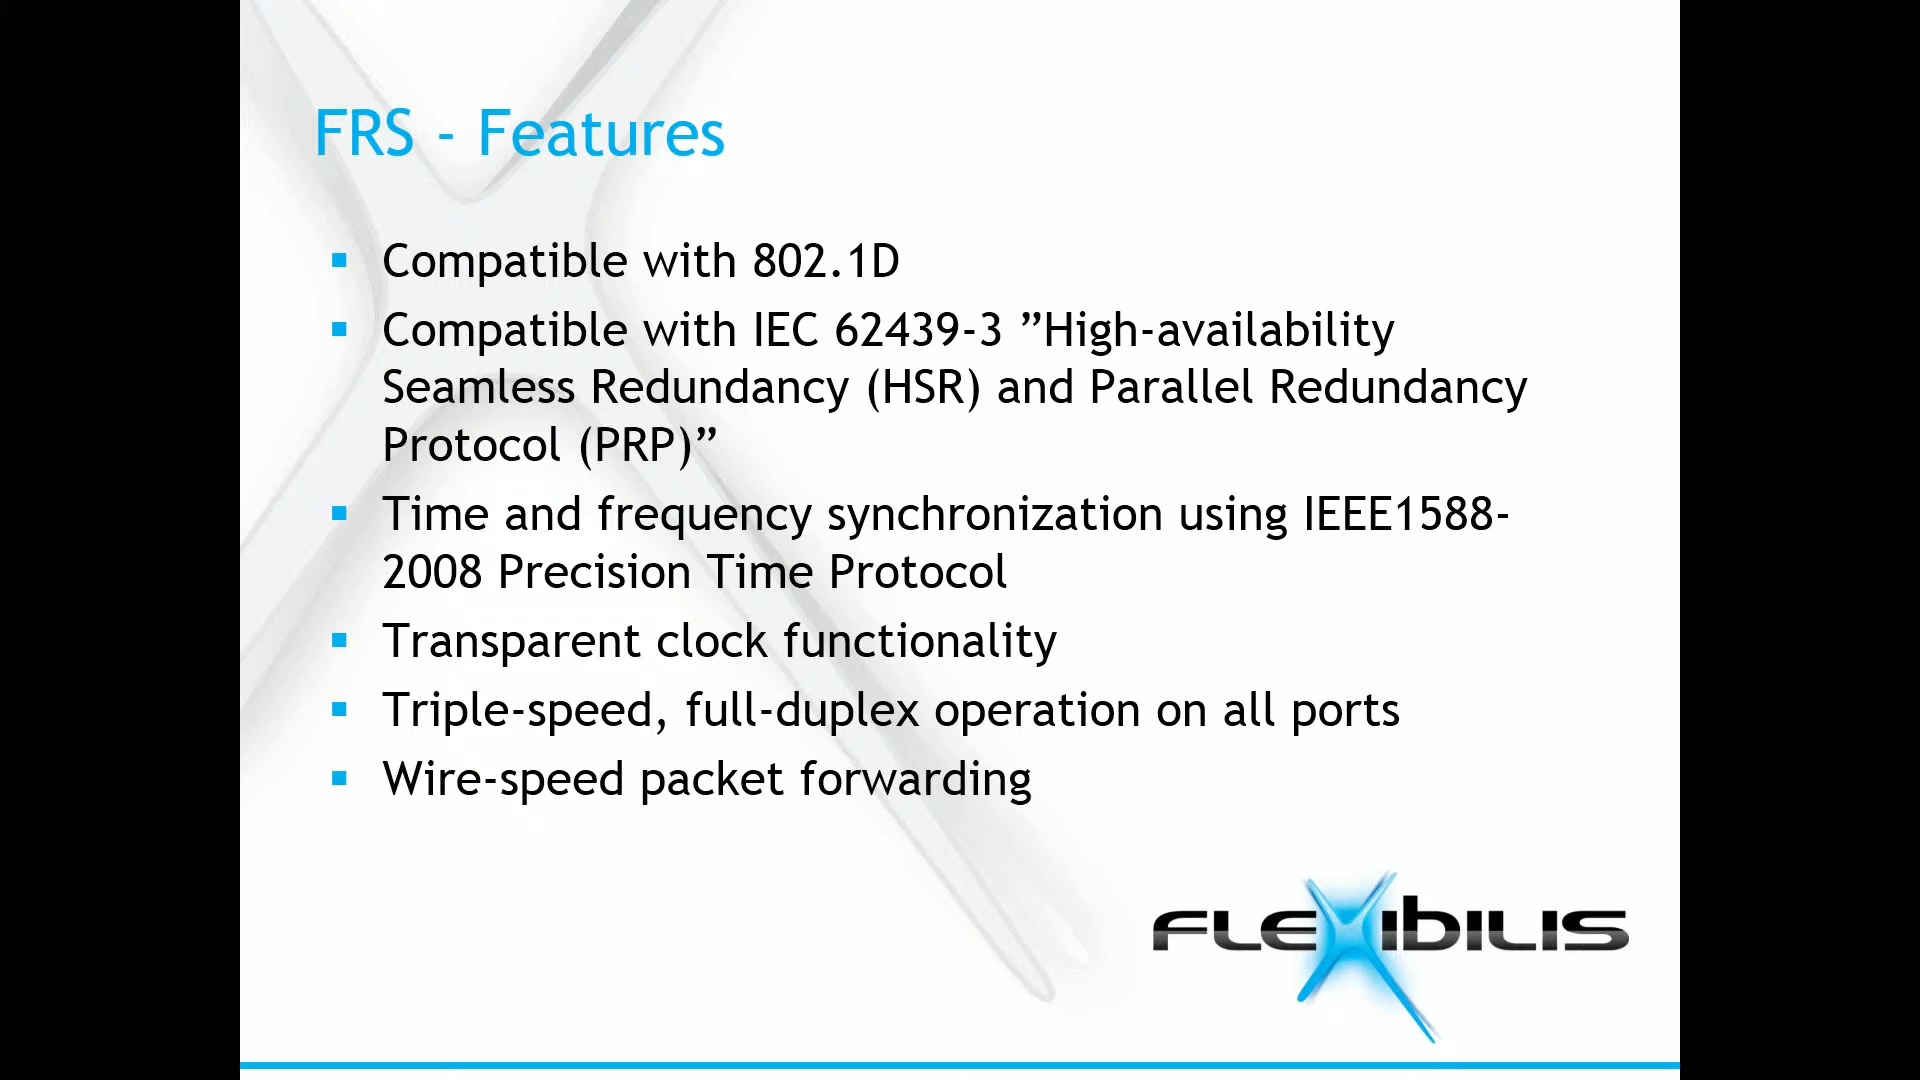 FRS - Features
▪ Compatible with 802.1D
▪ Compatible with IEC 62439-3 ”High-availability
Seamless Redundancy (HSR) and Parallel Redundancy
Protocol (PRP)”
▪ Time and frequency synchronization using IEEE1588-
2008 Precision Time Protocol
▪ Transparent clock functionality
▪ Triple-speed, full-duplex operation on all ports
▪ Wire-speed packet forwarding
FLEXIBILIS